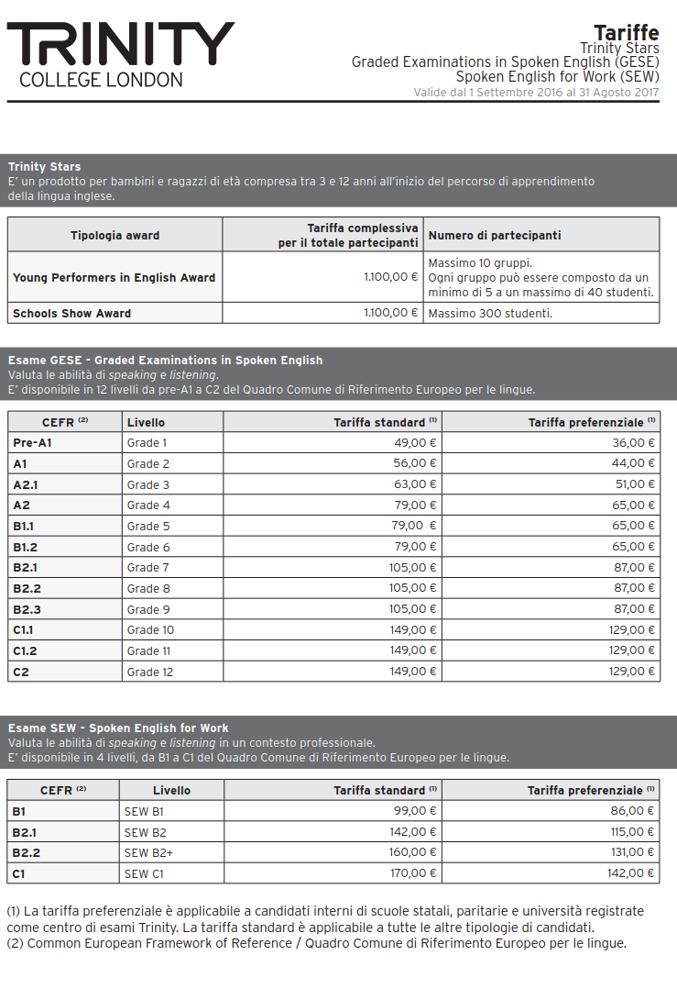 TRINITY
COLLEGE LONDON
Tariffe
Trinity Stars
Graded Examinations in Spoken English (GESE)
Spoken English for Work (SEW)
Valide dal 1 Settembre 2016 al 31 Agosto 2017
Trinity Stars
E’ un prodotto per bambini e ragazzi di età compresa tra 3 e 12 anni all’inizio del percorso di apprendimento
della lingua inglese.
Tipologia award
Tariffa complessiva
per il totale partecipanti
Numero di partecipanti
Young Performers in English Award
1.100,00 €
Massimo 10 gruppi.
Ogni gruppo può essere composto da un
minimo di 5 a un massimo di 40 studenti.
Schools Show Award 1.100,00 € Massimo 300 studenti.
Esame GESE - Graded Examinations in Spoken English
Valuta le abilità di speaking e listening.
E’ disponibile in 12 livelli da pre-A1 a C2 del Quadro Comune di Riferimento Europeo per le lingue.
CEFR (2) Livello Tariffa standard (1) Tariffa preferenziale (1)
Pre-A1 Grade 1 49,00 € 36,00 €
A1 Grade 2 56,00 € 44,00 €
A2.1 Grade 3 63,00 € 51,00 €
A2 Grade 4 79,00 € 65,00 €
B1.1 Grade 5 79,00 € 65,00 €
B1.2 Grade 6 79,00 € 65,00 €
B2.1 Grade 7 105,00 € 87,00 €
B2.2 Grade 8 105,00 € 87,00 €
B2.3 Grade 9 105,00 € 87,00 €
C1.1 Grade 10 149,00 € 129,00 €
C1.2 Grade 11 149,00 € 129,00 €
C2 Grade 12 149,00 € 129,00 €
Esame SEW - Spoken English for Work
Valuta le abilità di speaking e listening in un contesto professionale.
E’ disponibile in 4 livelli, da B1 a C1 del Quadro Comune di Riferimento Europeo per le lingue.
CEFR (2) Livello Tariffa standard (1) Tariffa preferenziale (1)
B1 SEW B1 99,00 € 86,00 €
B2.1 SEW B2 142,00 € 115,00 €
B2.2 SEW B2+ 160,00 € 131,00 €
C1 SEW C1 170,00 € 142,00 €
(1) La tariffa preferenziale è applicabile a candidati interni di scuole statali, paritarie e università registrate
come centro di esami Trinity. La tariffa standard è applicabile a tutte le altre tipologie di candidati.
(2) Common European Framework of Reference / Quadro Comune di Riferimento Europeo per le lingue.